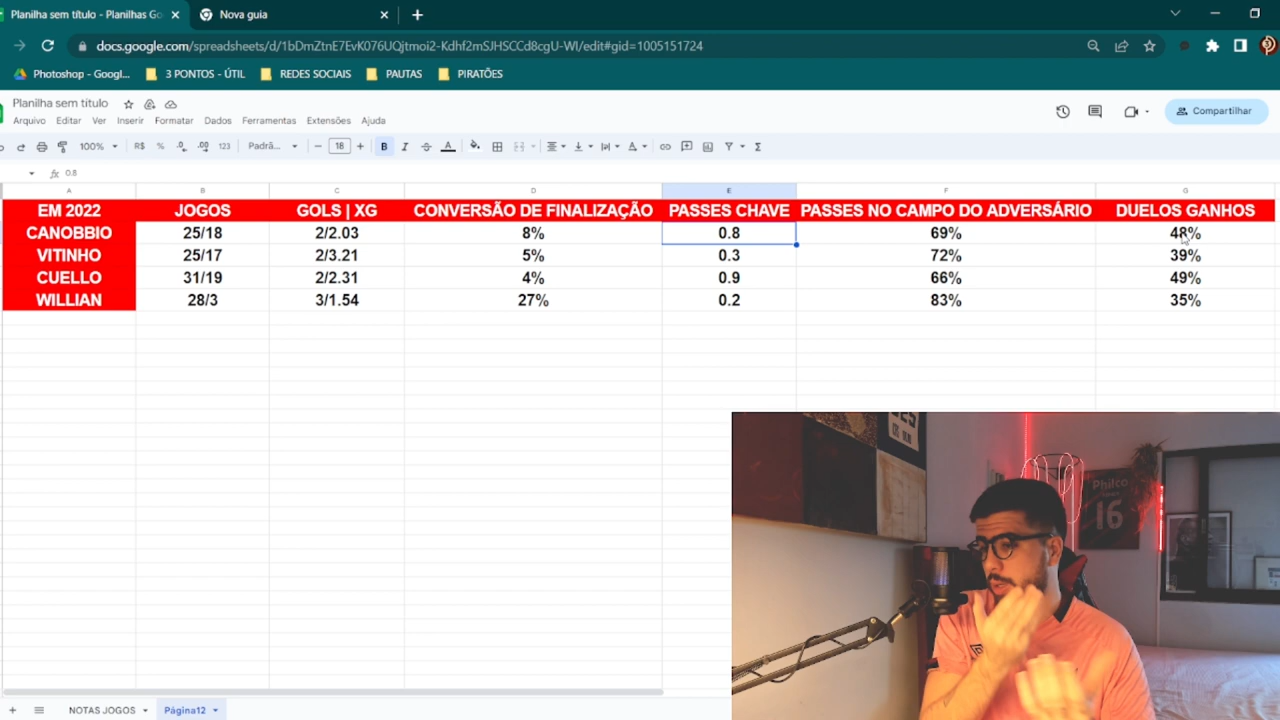 Planilha sem título - Planilhas Go
Nova guia
docs.google.com/spreadsheets/d/1bDmZtnE7EvK076UQjtmoi2-Kdhf2mSJHSCCd8cgU-WI/edit#gid=1005151724
Photoshop - Googl... 3 PONTOS - ÚTIL REDES SOCIAIS PAUTAS PIRATÕES
Planilha sem título
Arquivo Editar Ver Inserir Formatar Dados Ferramentas Extensões Ajuda
Compartilhar
100% R$ % .0 .00 123 Padrã... 18 B I A
fx 0.8
A B C D E F G
EM 2022 JOGOS GOLS | XG CONVERSÃO DE FINALIZAÇÃO PASSES CHAVE PASSES NO CAMPO DO ADVERSÁRIO DUELOS GANHOS
CANOBBIO 25/18 2/2.03 8% 0.8 69% 48%
VITINHO 25/17 2/3.21 5% 0.3 72% 39%
CUELLO 31/19 2/2.31 4% 0.9 66% 49%
WILLIAN 28/3 3/1.54 27% 0.2 83% 35%
Philco
16
NOTAS JOGOS Página12